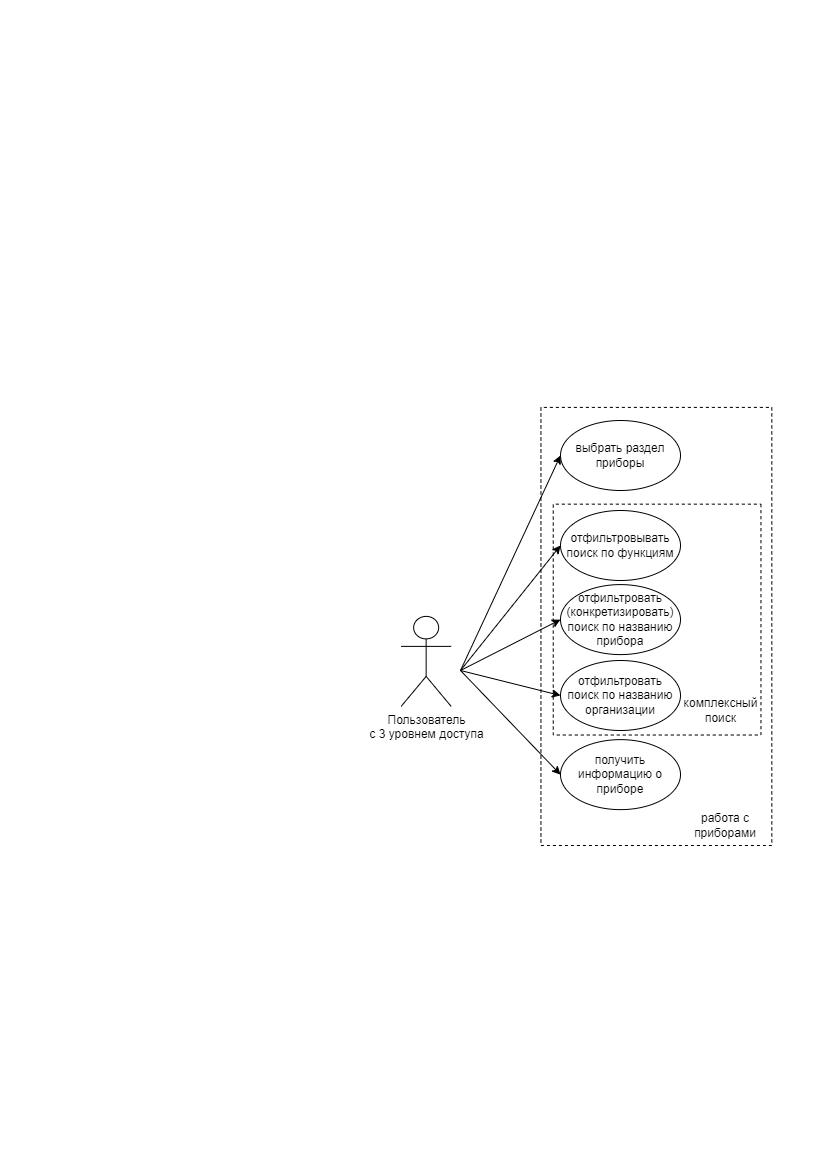 выбрать раздел
приборы
отфильтровывать
поиск по функциям
отфильтровать
(конкретизировать)
поиск по названию
прибора
отфильтровать
поиск по названию
организации
комплексный
поиск
Пользователь
с 3 уровнем доступа
получить
информацию о
приборе
работа с
приборами